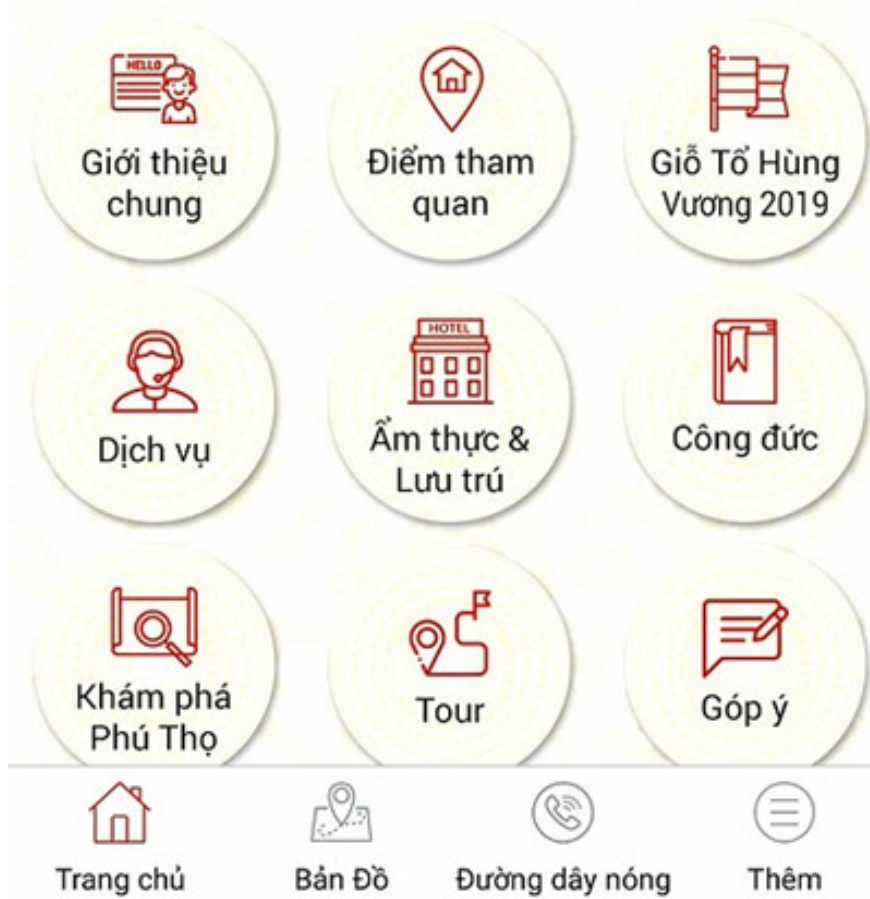 HELLO
Giới thiệu
chung
Điểm tham
quan
Giỗ Tổ Hùng
Vương 2019
Dịch vụ
HOTEL
Ẩm thực &
Lưu trú
Công đức
Khám phá
Phú Thọ
Tour
Góp ý
Trang chủ
Bản Đồ
Đường dây nóng
Thêm